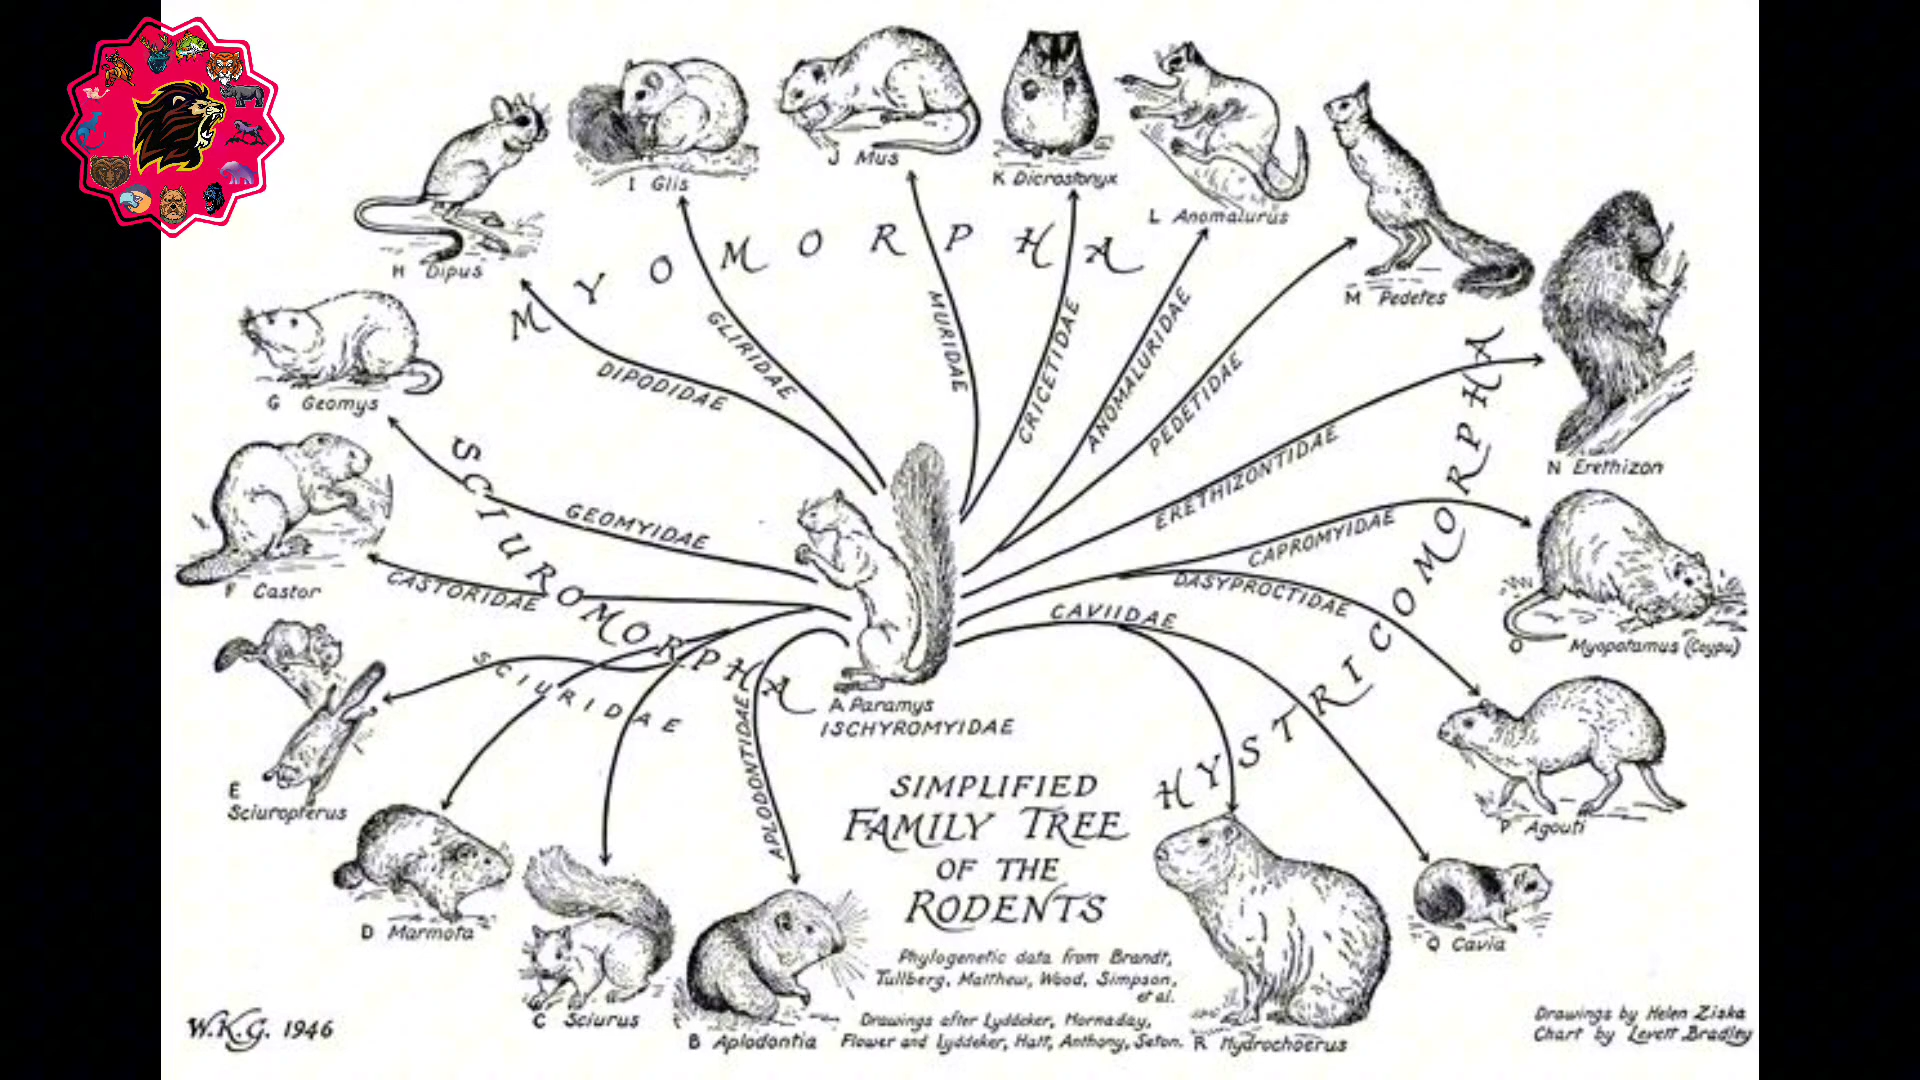 J Mus
I Glis
K Dicrostonyx
L Anomalurus
H Dipus
M Pedetes
MYOMORPHA
G Geomys
N Erethizon
DIPODIDAE
GLIRIDAE
MURIDAE
CRICETIDAE
ANOMALURIDAE
PEDETIDAE
ERETHIZONTIDAE
CAPROMYIDAE
DASYPROCTIDAE
CAVIIDAE
HYSTRICOMORPHA
SCIUROMORPHA
GEOMYIDAE
CASTORIDAE
SCIURIDAE
APLODONTIDAE
F Castor
O Myopotamus (Coypu)
A Paramys
ISCHYROMYIDAE
E
Sciuropterus
P Agouti
D Marmota
Q Cavia
C Sciurus
B Aplodontia
R Hydrochoerus
SIMPLIFIED
FAMILY TREE
OF THE
RODENTS
Phylogenetic data from Brandt,
Tullberg, Matthew, Wood, Simpson,
et al.
Drawings after Lydekker, Hornaday,
Flower and Lydekker, Hatt, Anthony, Seton.
W.K.G. 1946
Drawings by Helen Ziska
Chart by Levett Bradley